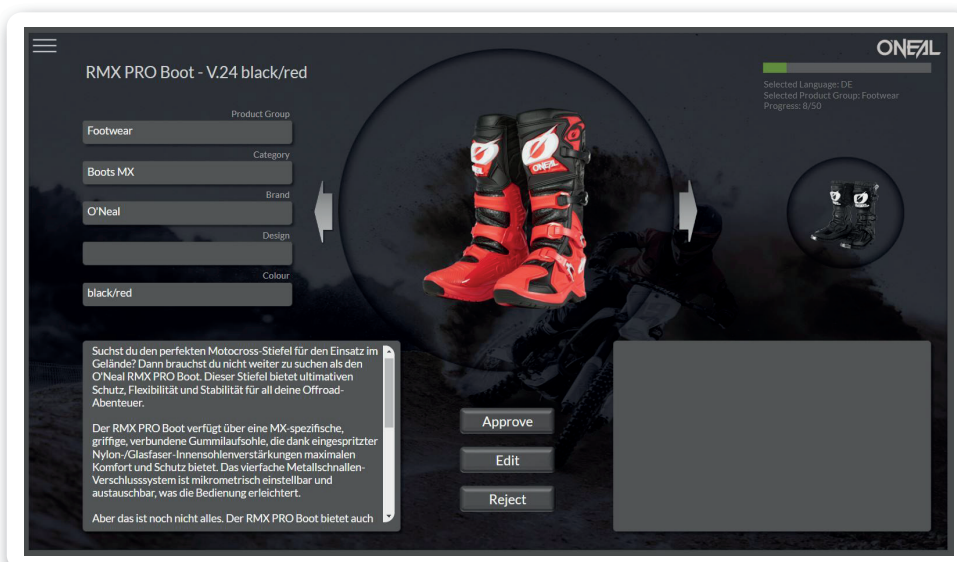 O'NEAL
RMX PRO Boot - V.24 black/red
Selected Language: DE
Selected Product Group: Footwear
Progress: 8/50
Product Group
Footwear
Category
Boots MX
Brand
O'Neal
Design
Colour
black/red
O'NEAL
Suchst du den perfekten Motocross-Stiefel für den Einsatz im
Gelände? Dann brauchst du nicht weiter zu suchen als den
O'Neal RMX PRO Boot. Dieser Stiefel bietet ultimativen
Schutz, Flexibilität und Stabilität für all deine Offroad-
Abenteuer.
Der RMX PRO Boot verfügt über eine MX-spezifische,
griffige, verbundene Gummilaufsohle, die dank eingespritzter
Nylon-/Glasfaser-Innensohlenverstärkungen maximalen
Komfort und Schutz bietet. Das vierfache Metallschnallen-
Verschlusssystem ist mikrometrisch einstellbar und
austauschbar, was die Bedienung erleichtert.
Aber das ist noch nicht alles. Der RMX PRO Boot bietet auch
Approve
Edit
Reject